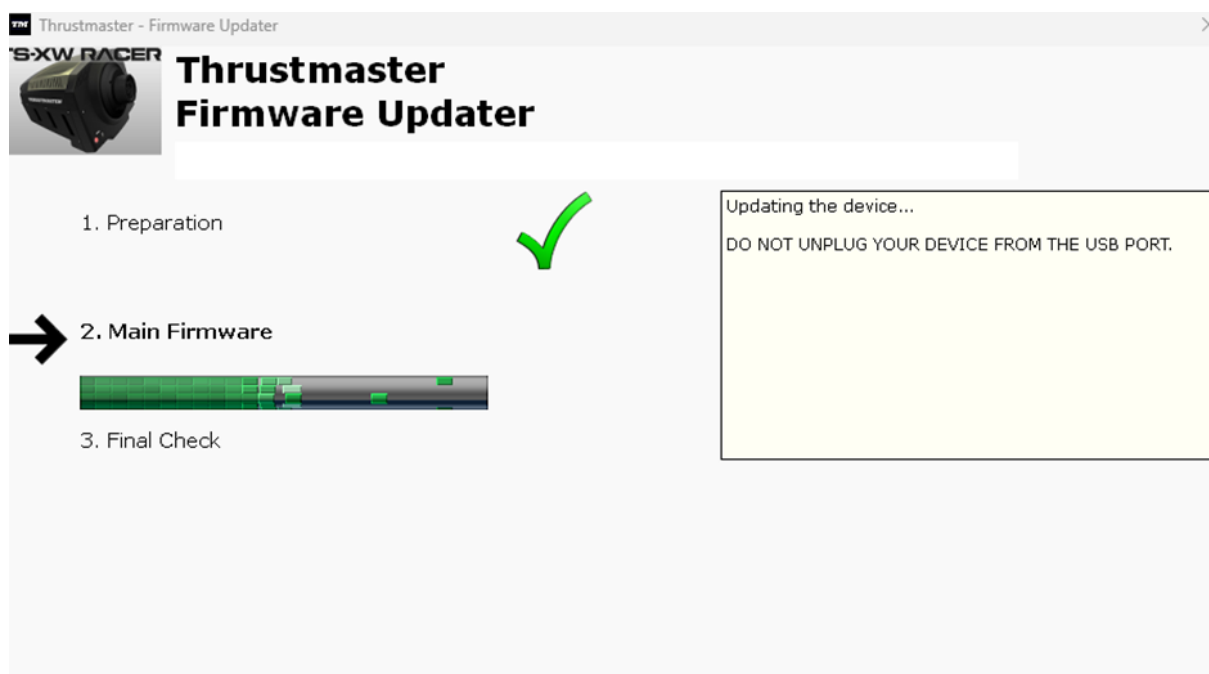 Thrustmaster - Firmware Updater
TS-XW RACER
Thrustmaster
Firmware Updater
1. Preparation
Updating the device...
DO NOT UNPLUG YOUR DEVICE FROM THE USB PORT.
2. Main Firmware
3. Final Check